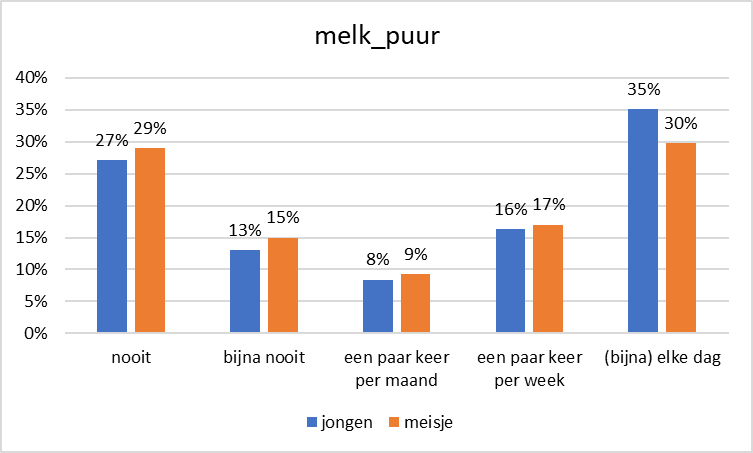 melk_puur
40%
35%
30%
25%
20%
15%
10%
5%
0%
27%
29%
13%
15%
8%
9%
16%
17%
35%
30%
nooit
bijna nooit
een paar keer
per maand
een paar keer
per week
(bijna) elke dag
jongen
meisje